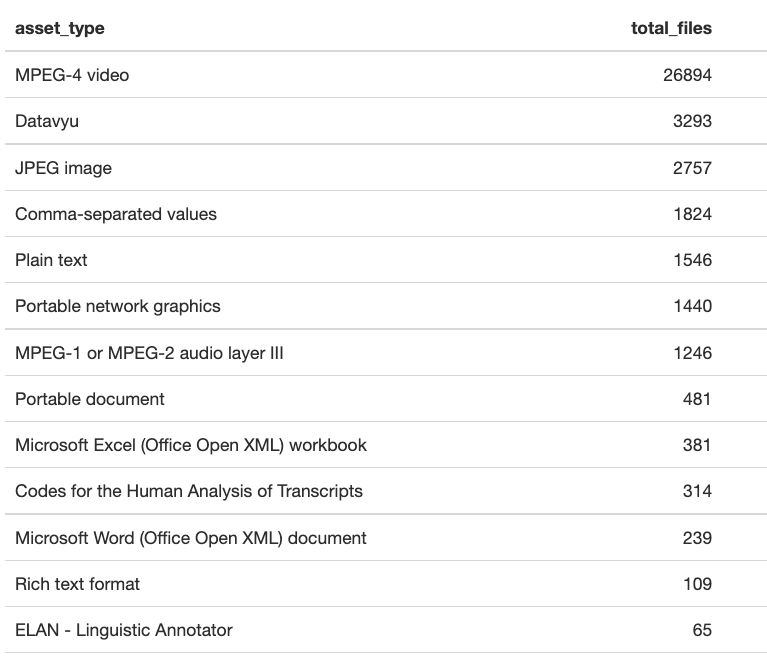 asset_type total_files
MPEG-4 video 26894
Datavyu 3293
JPEG image 2757
Comma-separated values 1824
Plain text 1546
Portable network graphics 1440
MPEG-1 or MPEG-2 audio layer III 1246
Portable document 481
Microsoft Excel (Office Open XML) workbook 381
Codes for the Human Analysis of Transcripts 314
Microsoft Word (Office Open XML) document 239
Rich text format 109
ELAN - Linguistic Annotator 65